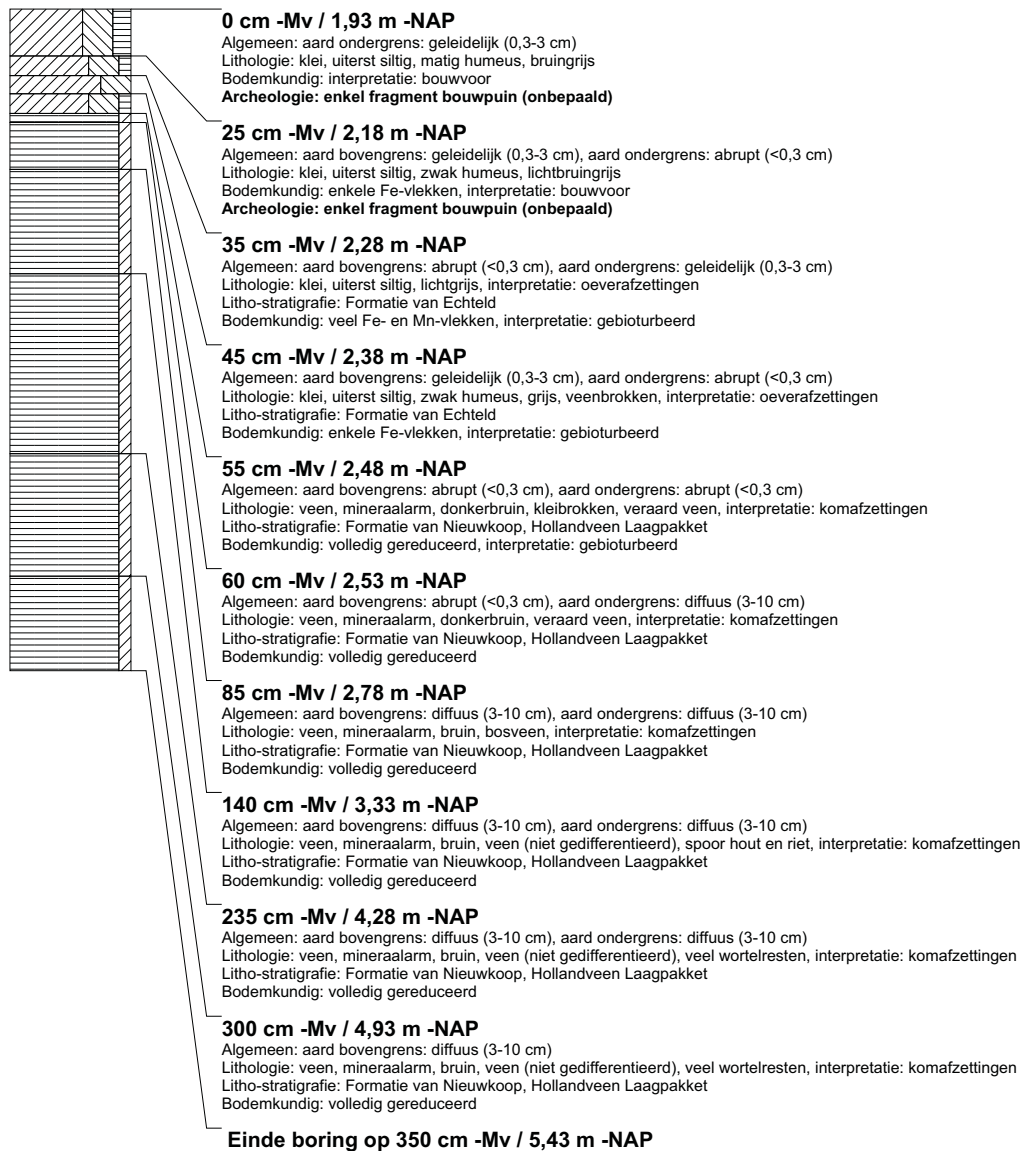 0 cm -Mv / 1,93 m -NAP
Algemeen: aard ondergrens: geleidelijk (0,3-3 cm)
Lithologie: klei, uiterst siltig, matig humeus, bruingrijs
Bodemkundig: interpretatie: bouwvoor
Archeologie: enkel fragment bouwpuin (onbepaald)
25 cm -Mv / 2,18 m -NAP
Algemeen: aard bovengrens: geleidelijk (0,3-3 cm), aard ondergrens: abrupt (<0,3 cm)
Lithologie: klei, uiterst siltig, zwak humeus, lichtbruingrijs
Bodemkundig: enkele Fe-vlekken, interpretatie: bouwvoor
Archeologie: enkel fragment bouwpuin (onbepaald)
35 cm -Mv / 2,28 m -NAP
Algemeen: aard bovengrens: abrupt (<0,3 cm), aard ondergrens: geleidelijk (0,3-3 cm)
Lithologie: klei, uiterst siltig, lichtgrijs, interpretatie: oeverafzettingen
Litho-stratigrafie: Formatie van Echteld
Bodemkundig: veel Fe- en Mn-vlekken, interpretatie: gebioturbeerd
45 cm -Mv / 2,38 m -NAP
Algemeen: aard bovengrens: geleidelijk (0,3-3 cm), aard ondergrens: abrupt (<0,3 cm)
Lithologie: klei, uiterst siltig, zwak humeus, grijs, veenbrokken, interpretatie: oeverafzettingen
Litho-stratigrafie: Formatie van Echteld
Bodemkundig: enkele Fe-vlekken, interpretatie: gebioturbeerd
55 cm -Mv / 2,48 m -NAP
Algemeen: aard bovengrens: abrupt (<0,3 cm), aard ondergrens: abrupt (<0,3 cm)
Lithologie: veen, mineraalarm, donkerbruin, kleibrokken, veraard veen, interpretatie: komafzettingen
Litho-stratigrafie: Formatie van Nieuwkoop, Hollandveen Laagpakket
Bodemkundig: volledig gereduceerd, interpretatie: gebioturbeerd
60 cm -Mv / 2,53 m -NAP
Algemeen: aard bovengrens: abrupt (<0,3 cm), aard ondergrens: diffuus (3-10 cm)
Lithologie: veen, mineraalarm, donkerbruin, veraard veen, interpretatie: komafzettingen
Litho-stratigrafie: Formatie van Nieuwkoop, Hollandveen Laagpakket
Bodemkundig: volledig gereduceerd
85 cm -Mv / 2,78 m -NAP
Algemeen: aard bovengrens: diffuus (3-10 cm), aard ondergrens: diffuus (3-10 cm)
Lithologie: veen, mineraalarm, bruin, bosveen, interpretatie: komafzettingen
Litho-stratigrafie: Formatie van Nieuwkoop, Hollandveen Laagpakket
Bodemkundig: volledig gereduceerd
140 cm -Mv / 3,33 m -NAP
Algemeen: aard bovengrens: diffuus (3-10 cm), aard ondergrens: diffuus (3-10 cm)
Lithologie: veen, mineraalarm, bruin, veen (niet gedifferentieerd), spoor hout en riet, interpretatie: komafzettingen
Litho-stratigrafie: Formatie van Nieuwkoop, Hollandveen Laagpakket
Bodemkundig: volledig gereduceerd
235 cm -Mv / 4,28 m -NAP
Algemeen: aard bovengrens: diffuus (3-10 cm), aard ondergrens: diffuus (3-10 cm)
Lithologie: veen, mineraalarm, bruin, veen (niet gedifferentieerd), veel wortelresten, interpretatie: komafzettingen
Litho-stratigrafie: Formatie van Nieuwkoop, Hollandveen Laagpakket
Bodemkundig: volledig gereduceerd
300 cm -Mv / 4,93 m -NAP
Algemeen: aard bovengrens: diffuus (3-10 cm)
Lithologie: veen, mineraalarm, bruin, veen (niet gedifferentieerd), veel wortelresten, interpretatie: komafzettingen
Litho-stratigrafie: Formatie van Nieuwkoop, Hollandveen Laagpakket
Bodemkundig: volledig gereduceerd
Einde boring op 350 cm -Mv / 5,43 m -NAP